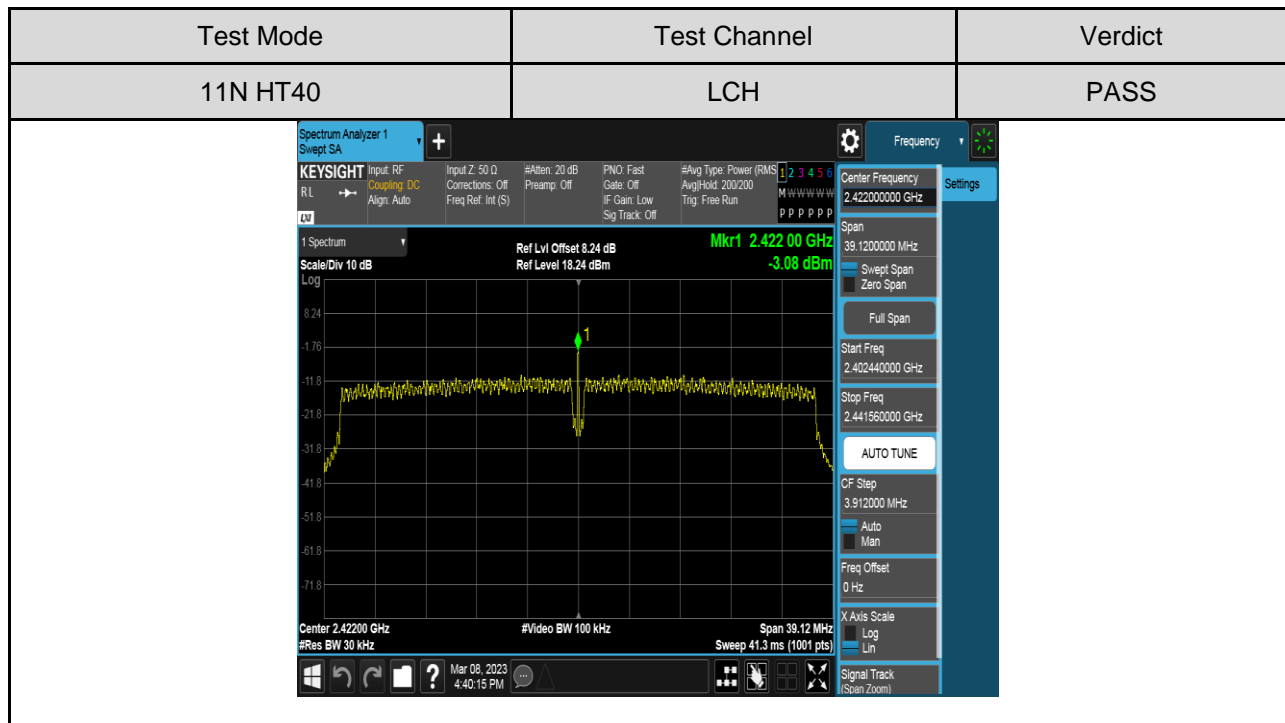 Test Mode Test Channel Verdict
11N HT40 LCH PASS
Spectrum Analyzer 1
Swept SA
+
Frequency
KEYSIGHT
RL
LXI
Input: RF
Coupling: DC
Align: Auto
Input Z: 50 Ω
Corrections: Off
Freq Ref: Int (S)
#Atten: 20 dB
Preamp: Off
PNO: Fast
Gate: Off
IF Gain: Low
Sig Track: Off
#Avg Type: Power (RMS
Avg|Hold: 200/200
Trig: Free Run
1 2 3 4 5 6
M W W W W W
P P P P P P
1 Spectrum
Scale/Div 10 dB
Ref Lvl Offset 8.24 dB
Ref Level 18.24 dBm
Mkr1 2.422 00 GHz
-3.08 dBm
Log
8.24
-1.76
-11.8
-21.8
-31.8
-41.8
-51.8
-61.8
-71.8
1
Center 2.42200 GHz
#Res BW 30 kHz
#Video BW 100 kHz
Span 39.12 MHz
Sweep 41.3 ms (1001 pts)
?
Mar 08, 2023
4:40:15 PM
Center Frequency
2.422000000 GHz
Settings
Span
39.1200000 MHz
Swept Span
Zero Span
Full Span
Start Freq
2.402440000 GHz
Stop Freq
2.441560000 GHz
AUTO TUNE
CF Step
3.912000 MHz
Auto
Man
Freq Offset
0 Hz
X Axis Scale
Log
Lin
Signal Track
(Span Zoom)